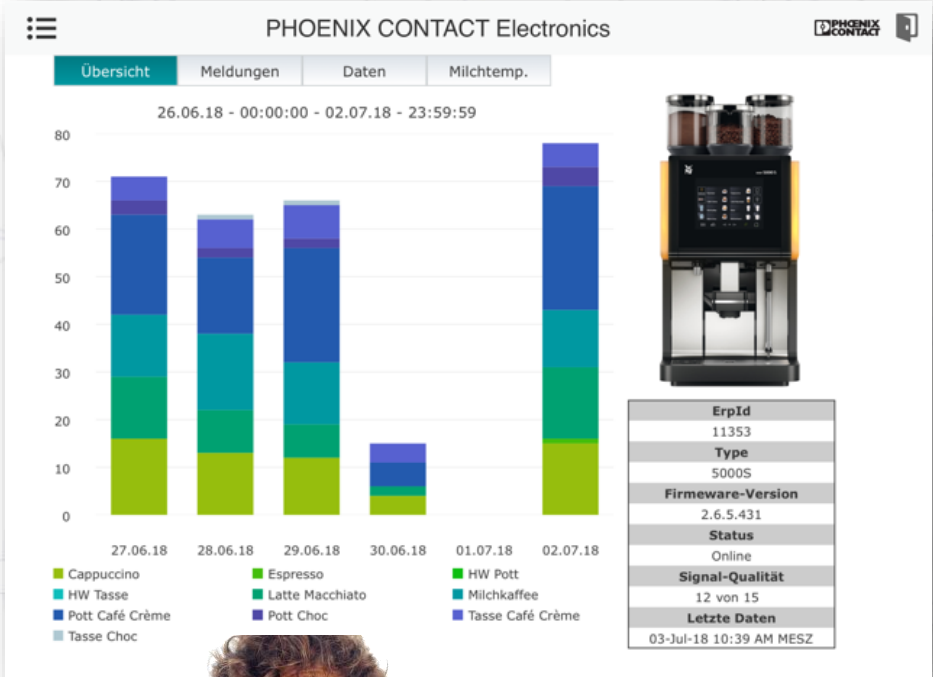 PHOENIX CONTACT Electronics
PHŒNIX
CONTACT
Übersicht Meldungen Daten Milchtemp.
26.06.18 - 00:00:00 - 02.07.18 - 23:59:59
80
70
60
50
40
30
20
10
0
27.06.18 28.06.18 29.06.18 30.06.18 01.07.18 02.07.18
Cappuccino Espresso HW Pott
HW Tasse Latte Macchiato Milchkaffee
Pott Café Crème Pott Choc Tasse Café Crème
Tasse Choc
ErpId
11353
Type
5000S
Firmeware-Version
2.6.5.431
Status
Online
Signal-Qualität
12 von 15
Letzte Daten
03-Jul-18 10:39 AM MESZ